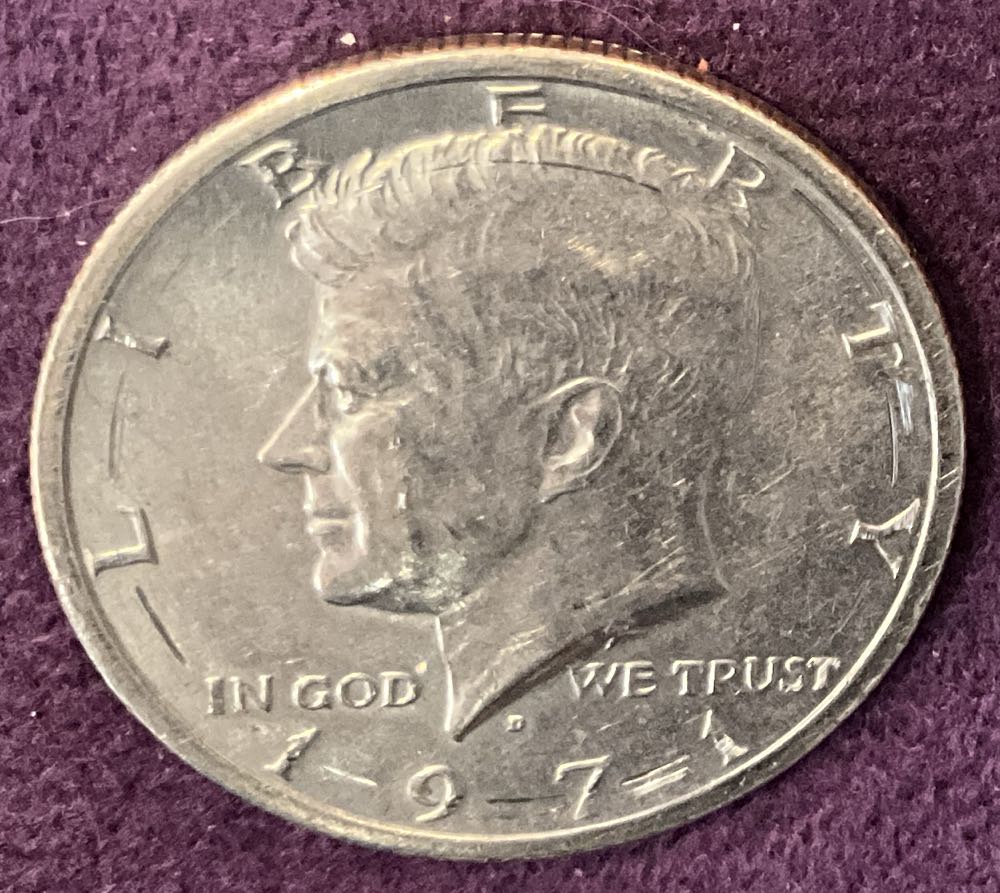 LIBERTY
IN GOD WE TRUST
D
1971